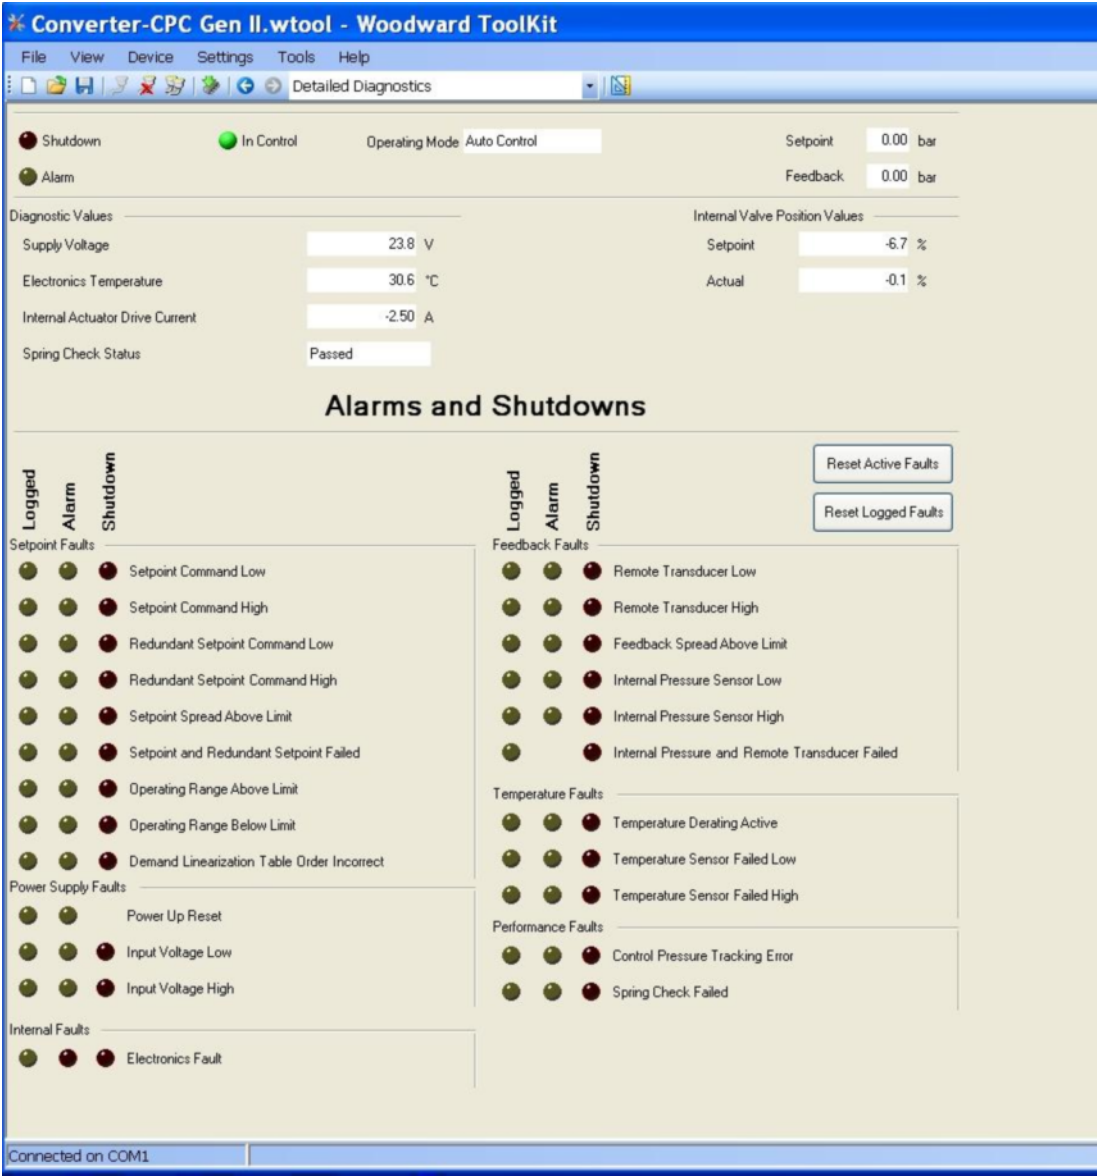 Converter-CPC Gen II.wtool - Woodward ToolKit
File View Device Settings Tools Help
Detailed Diagnostics
Shutdown In Control Operating Mode Auto Control Setpoint 0.00 bar
Alarm Feedback 0.00 bar
Diagnostic Values Internal Valve Position Values
Supply Voltage 23.8 V Setpoint -6.7 %
Electronics Temperature 30.6 °C Actual -0.1 %
Internal Actuator Drive Current -2.50 A
Spring Check Status Passed
Alarms and Shutdowns
Reset Active Faults
Reset Logged Faults
Logged Alarm Shutdown
Setpoint Faults
Setpoint Command Low
Setpoint Command High
Redundant Setpoint Command Low
Redundant Setpoint Command High
Setpoint Spread Above Limit
Setpoint and Redundant Setpoint Failed
Operating Range Above Limit
Operating Range Below Limit
Demand Linearization Table Order Incorrect
Power Supply Faults
Power Up Reset
Input Voltage Low
Input Voltage High
Internal Faults
Electronics Fault
Logged Alarm Shutdown
Feedback Faults
Remote Transducer Low
Remote Transducer High
Feedback Spread Above Limit
Internal Pressure Sensor Low
Internal Pressure Sensor High
Internal Pressure and Remote Transducer Failed
Temperature Faults
Temperature Derating Active
Temperature Sensor Failed Low
Temperature Sensor Failed High
Performance Faults
Control Pressure Tracking Error
Spring Check Failed
Connected on COM1